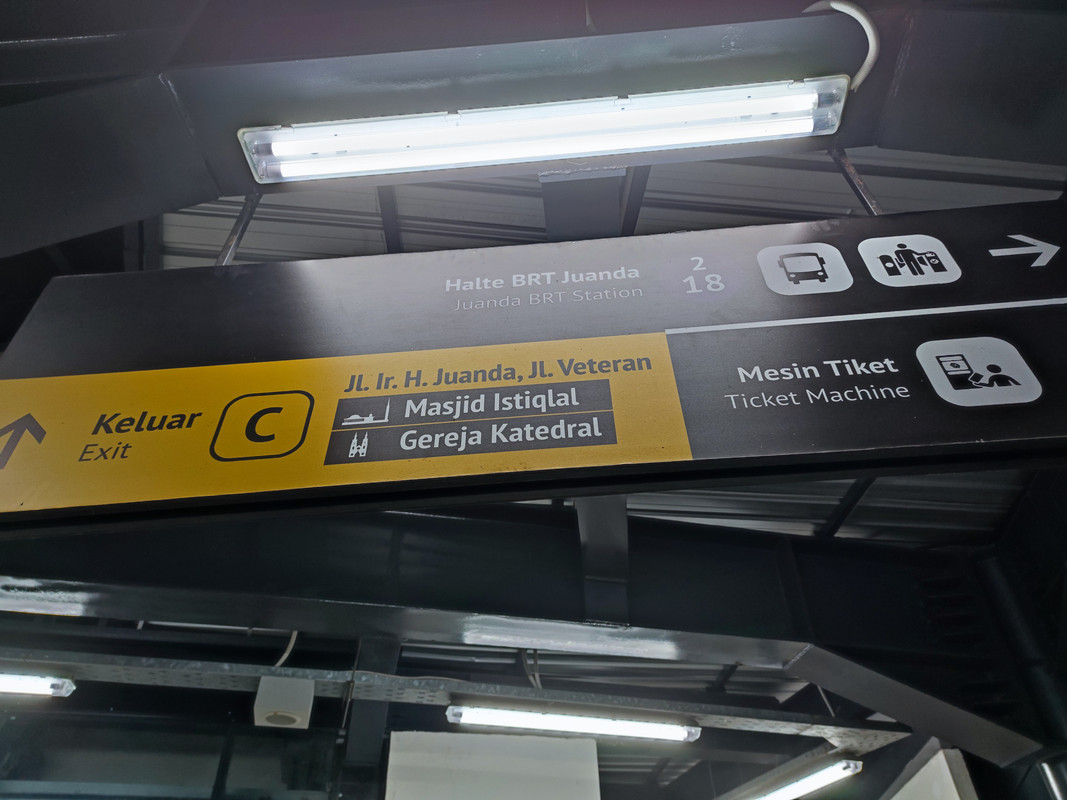 Halte BRT Juanda
Juanda BRT Station
2
18
Keluar
Exit
C
Jl. Ir. H. Juanda, Jl. Veteran
Masjid Istiqlal
Gereja Katedral
Mesin Tiket
Ticket Machine